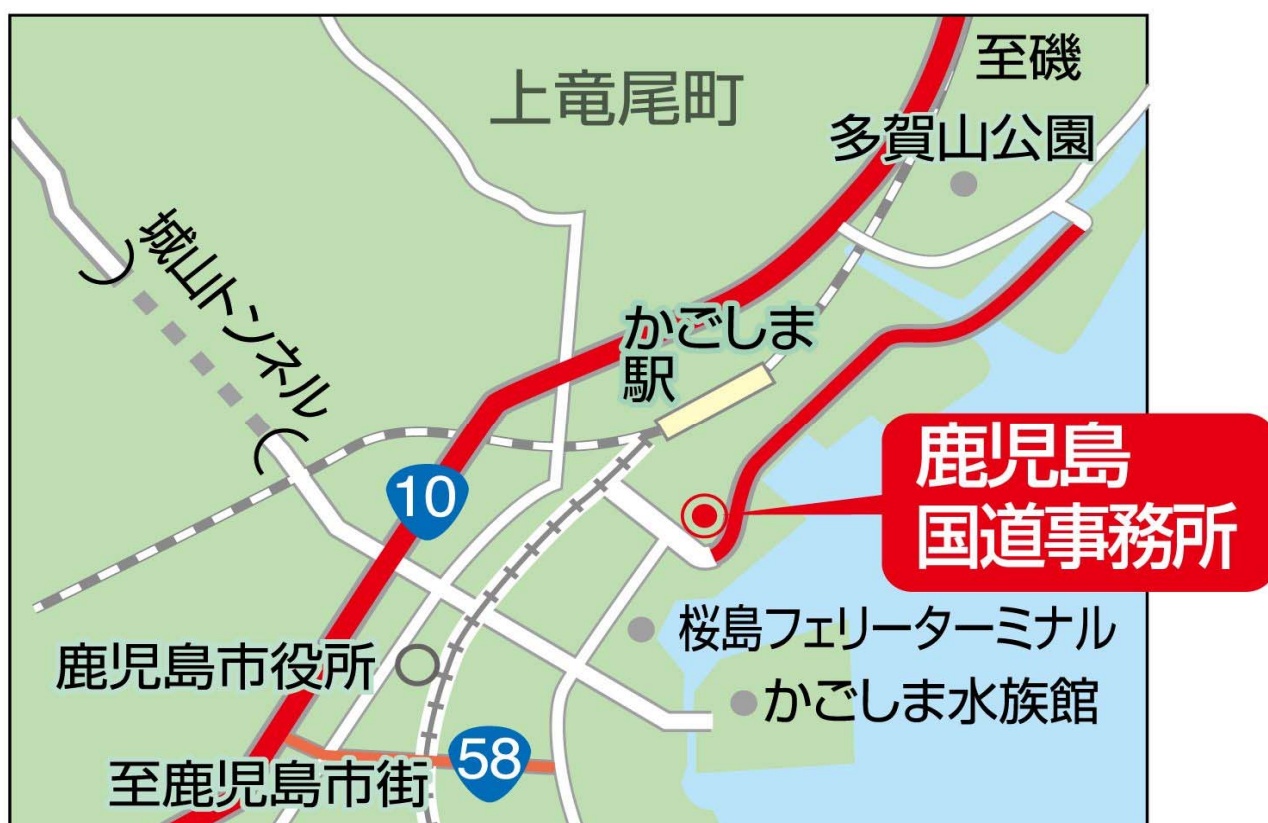 至磯
上竜尾町
多賀山公園
城山トンネル
かごしま
駅
鹿児島
国道事務所
10
桜島フェリーターミナル
鹿児島市役所
かごしま水族館
58
至鹿児島市街